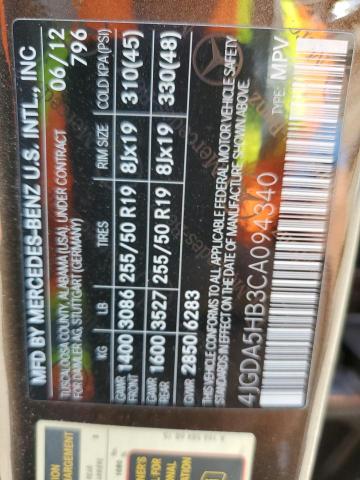 MFD BY MERCEDES-BENZ U.S. INTL., INC
TUSCALOOSA COUNTY, ALABAMA (USA), UNDER CONTRACT
FOR DAIMLER AG, STUTTGART (GERMANY)
06/12
796
KG LB TIRES RIM SIZE COLD KPA(PSI)
GAWR FRONT 1400 3086 255/50 R19 8Jx19 310(45)
GAWR REAR 1600 3527 255/50 R19 8Jx19 330(48)
GVWR 2850 6283
THIS VEHICLE CONFORMS TO ALL APPLICABLE FEDERAL MOTOR VEHICLE SAFETY
STANDARDS IN EFFECT ON THE DATE OF MANUFACTURE SHOWN ABOVE.
4JGDA5HB3CA094340
TYPE: MPV